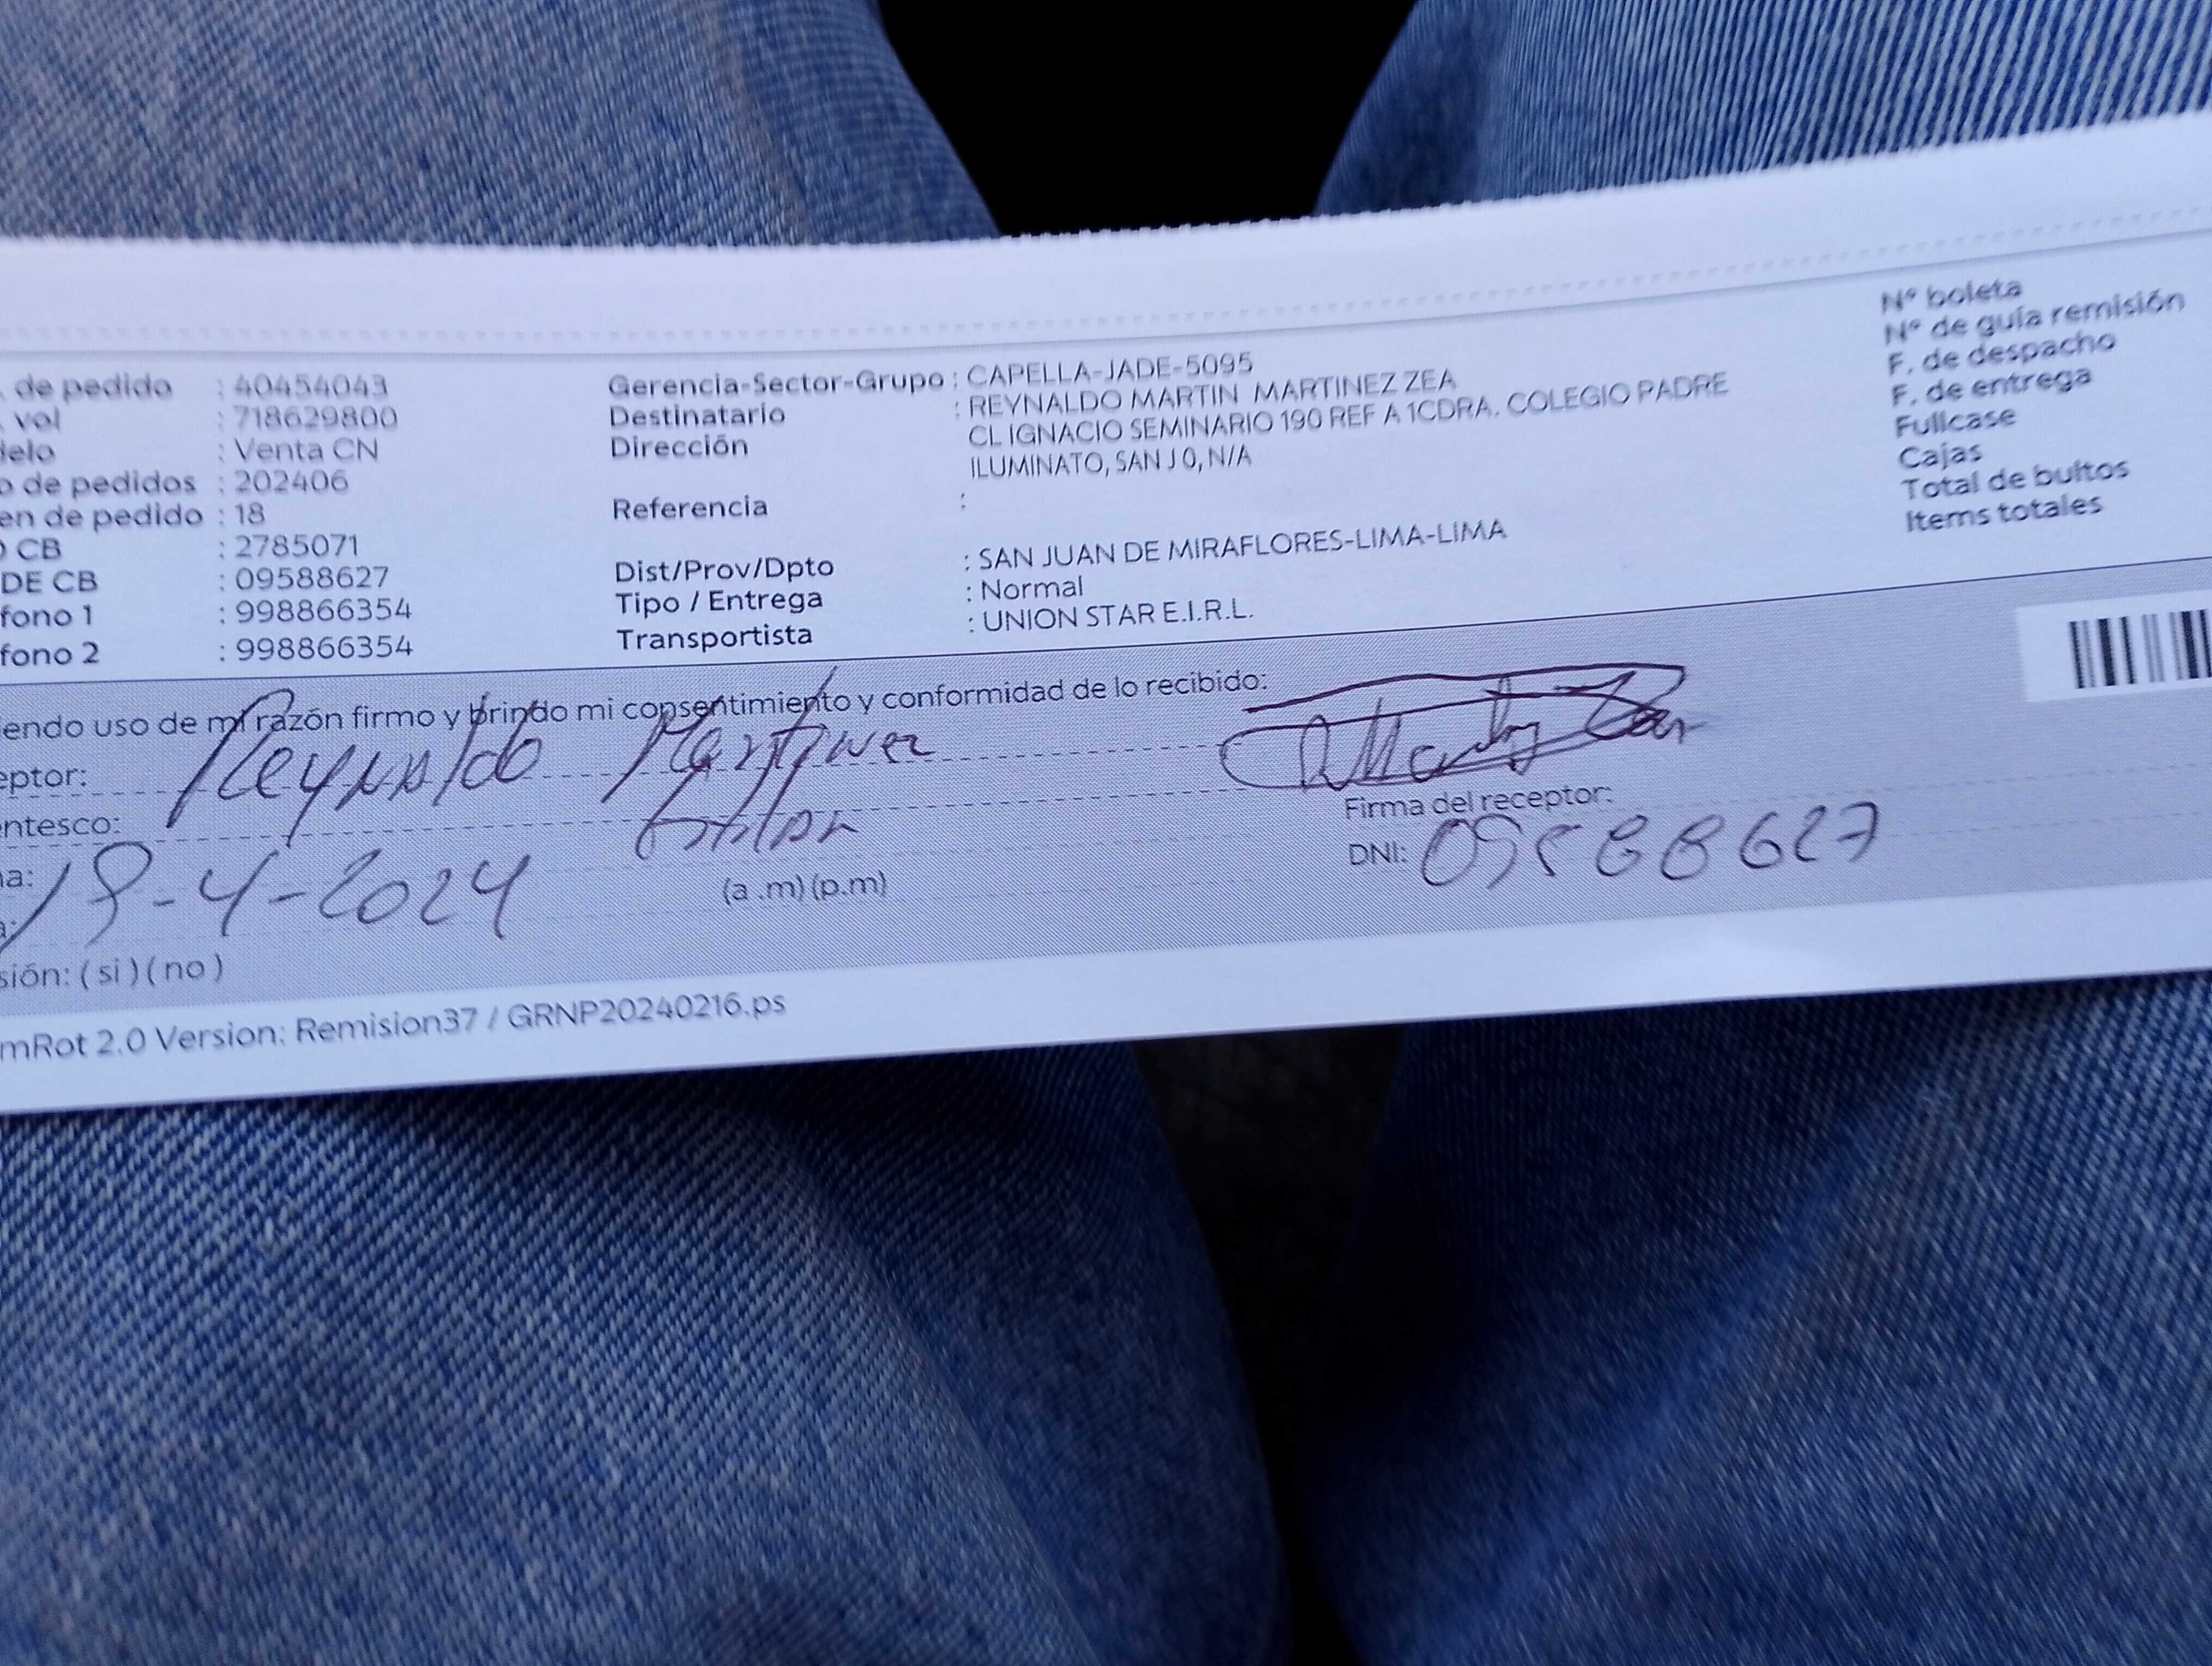 de pedido : 40454043
vol : 718629800
delo : Venta CN
o de pedidos : 202406
en de pedido : 18
O CB : 2785071
DE CB : 09588627
fono 1 : 998866354
fono 2 : 998866354
Gerencia-Sector-Grupo : CAPELLA-JADE-5095
Destinatario : REYNALDO MARTIN MARTINEZ ZEA
Dirección CL IGNACIO SEMINARIO 190 REF A 1CDRA. COLEGIO PADRE
ILUMINATO, SAN J 0, N/A
Referencia :
Dist/Prov/Dpto : SAN JUAN DE MIRAFLORES-LIMA-LIMA
Tipo / Entrega : Normal
Transportista : UNION STAR E.I.R.L.
N° boleta
N° de guía remisión
F. de despacho
F. de entrega
Fullcase
Cajas
Total de bultos
Items totales
iendo uso de mi razón firmo y brindo mi consentimiento y conformidad de lo recibido:
eptor: Reynaldo Martinez
entesco: titular
na: 18-4-2024
a: (a .m) (p.m)
Firma del receptor:
DNI: 09588627
sión: ( si ) ( no )
mRot 2.0 Version: Remision37 / GRNP20240216.ps